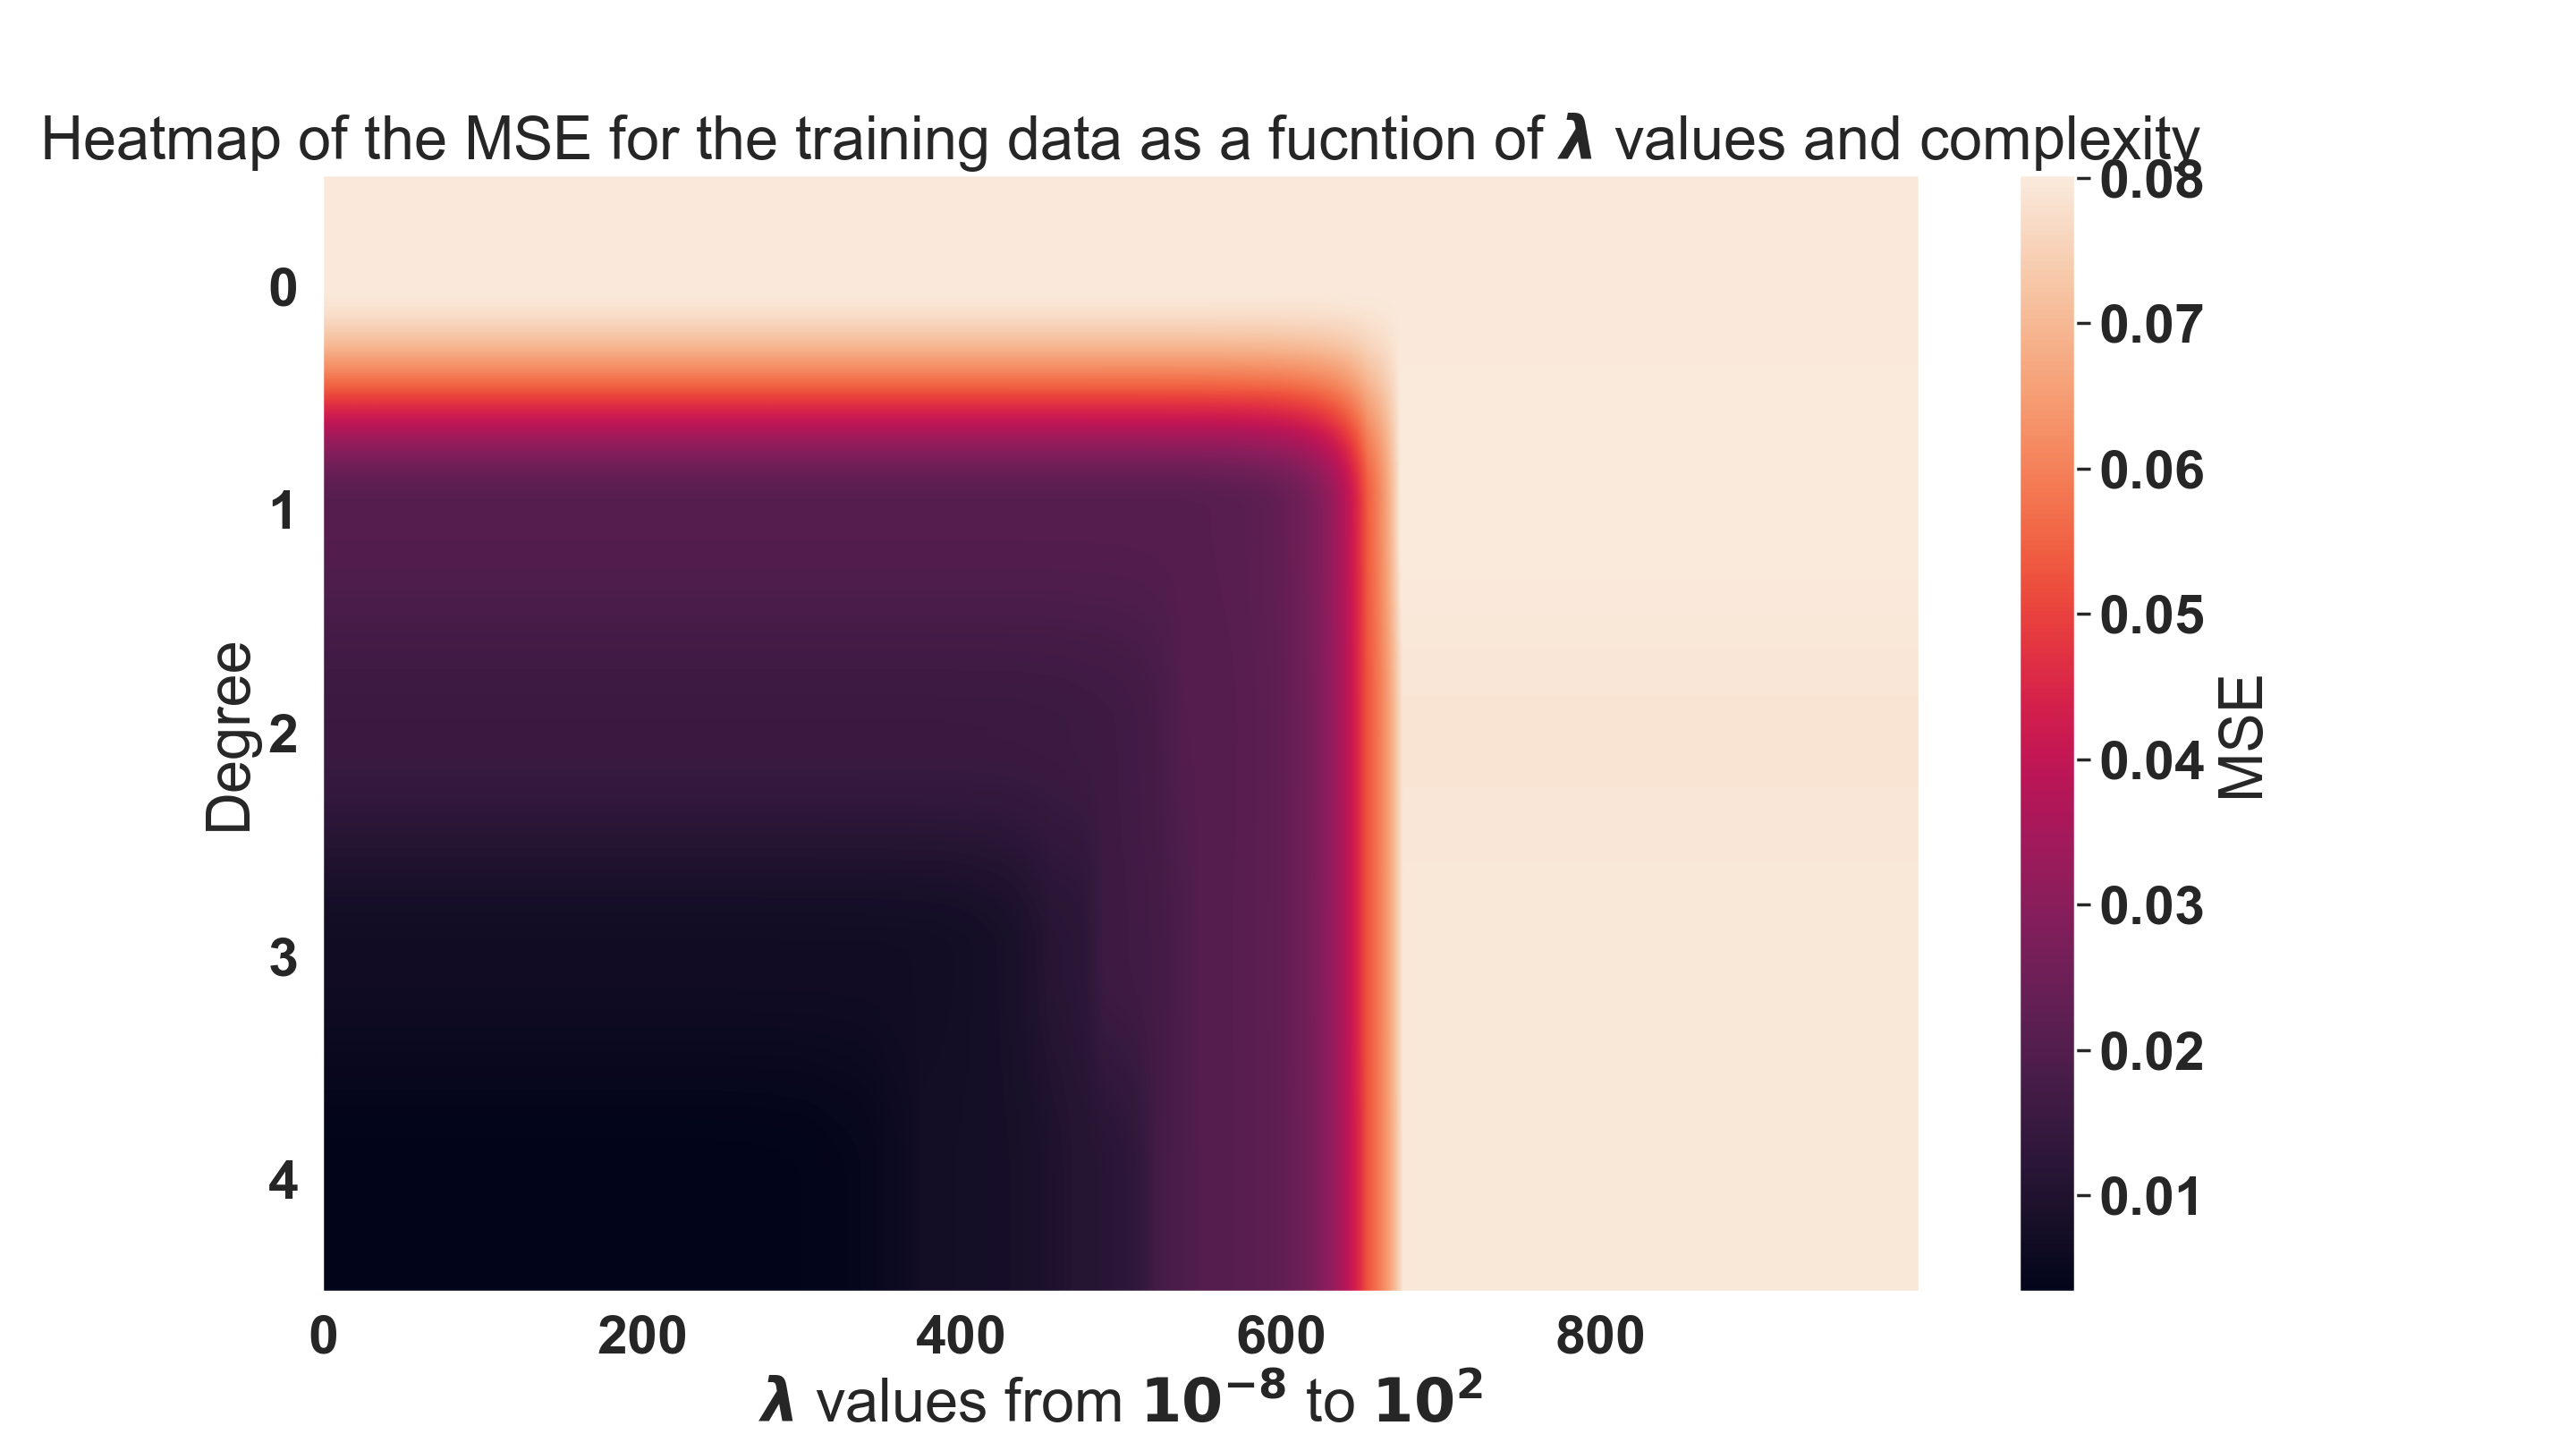 Heatmap of the MSE for the training data as a fucntion of λ values and complexity
0
1
2
3
4
Degree
0 200 400 600 800
λ values from 10⁻⁸ to 10²
0.08
0.07
0.06
0.05
0.04
0.03
0.02
0.01
MSE